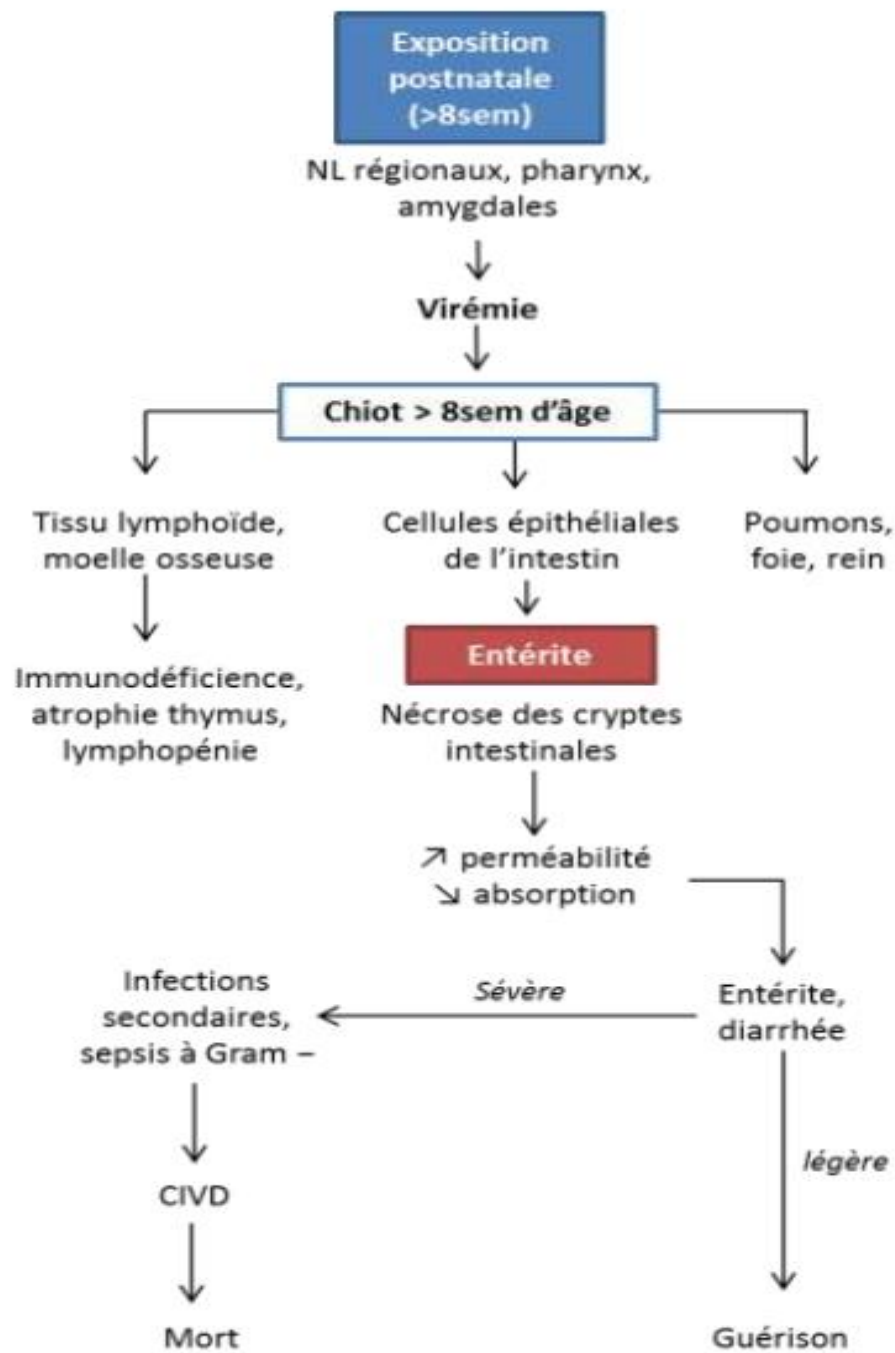 Exposition
postnatale
(>8sem)
NL régionaux, pharynx,
amygdales
Virémie
Chiot > 8sem d'âge
Tissu lymphoïde,
moelle osseuse
Cellules épithéliales
de l'intestin
Poumons,
foie, rein
Entérite
Immunodéficience,
atrophie thymus,
lymphopénie
Nécrose des cryptes
intestinales
↗ perméabilité
↘ absorption
Infections
secondaires,
sepsis à Gram –
Sévère
Entérite,
diarrhée
légère
CIVD
Mort
Guérison